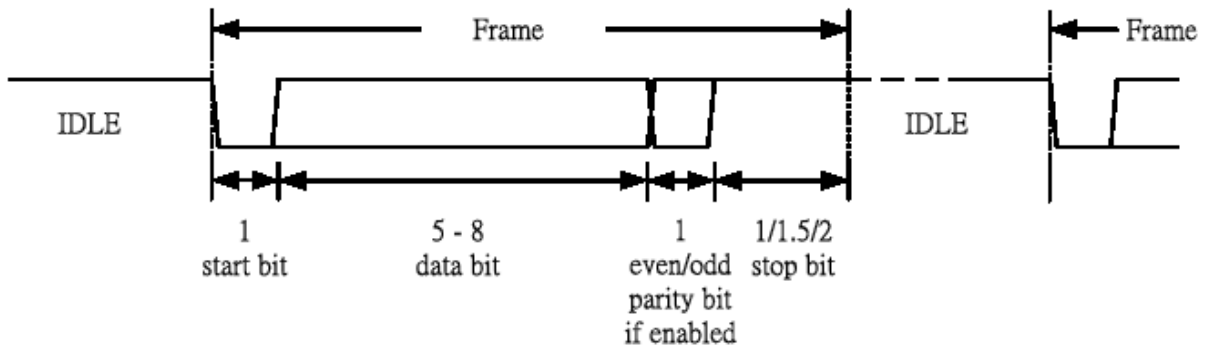 Frame
Frame
IDLE
IDLE
1
start bit
5 - 8
data bit
1
even/odd
parity bit
if enabled
1/1.5/2
stop bit